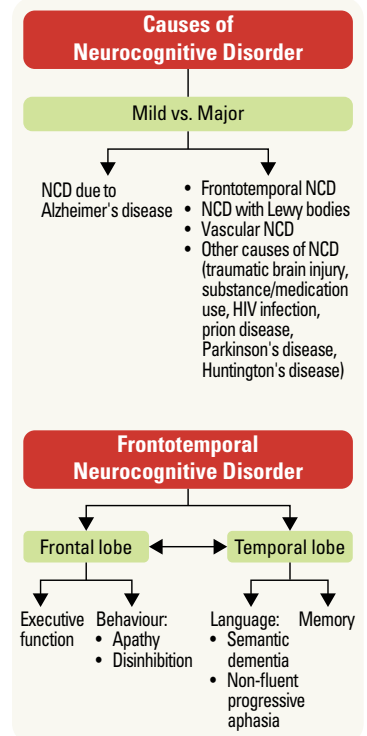 Causes of
Neurocognitive Disorder
Mild vs. Major
NCD due to
Alzheimer's disease
• Frontotemporal NCD
• NCD with Lewy bodies
• Vascular NCD
• Other causes of NCD
(traumatic brain injury,
substance/medication
use, HIV infection,
prion disease,
Parkinson's disease,
Huntington's disease)
Frontotemporal
Neurocognitive Disorder
Frontal lobe
Temporal lobe
Executive
function
Behaviour:
• Apathy
• Disinhibition
Language:
• Semantic
dementia
• Non-fluent
progressive
aphasia
Memory